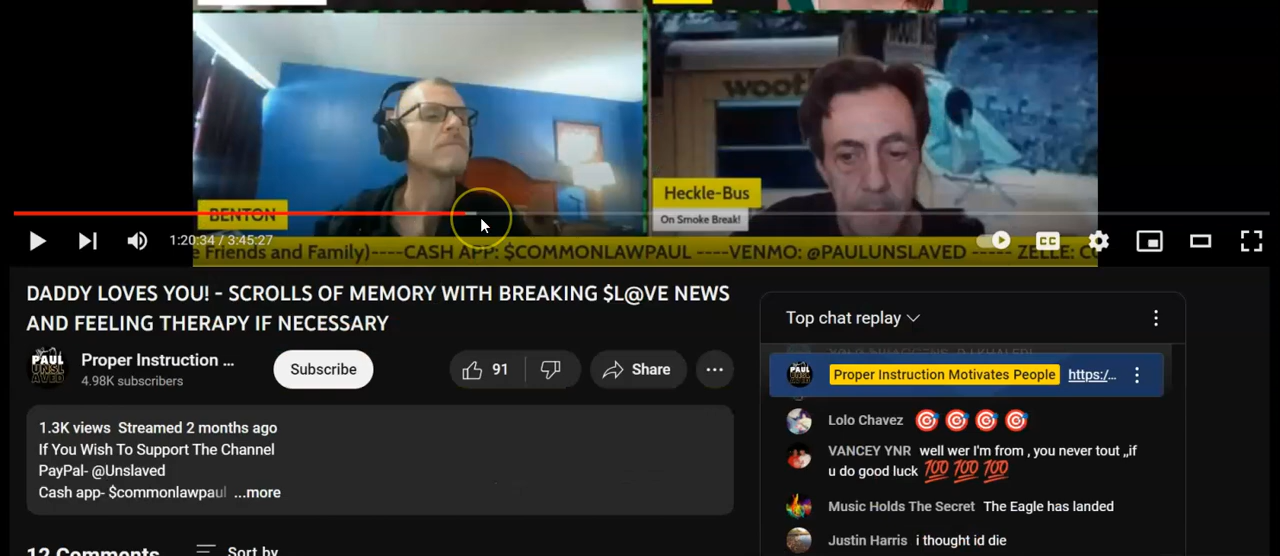 woot!
BENTON
Heckle-Bus
On Smoke Break!
1:20:34 / 3:45:27
CC
e Friends and Family)----CASH APP: $COMMONLAWPAUL ----VENMO: @PAULUNSLAVED ----- ZELLE: C
DADDY LOVES YOU! - SCROLLS OF MEMORY WITH BREAKING $L@VE NEWS
AND FEELING THERAPY IF NECESSARY
PAUL
UNSL
AVED
Proper Instruction ...
4.98K subscribers
Subscribe
91
Share
1.3K views Streamed 2 months ago
If You Wish To Support The Channel
PayPal- @Unslaved
Cash app- $commonlawpaul ...more
12 Comments
Sort by
Top chat replay
Proper Instruction Motivates People https:/...
Lolo Chavez 🎯 🎯 🎯 🎯
VANCEY YNR well wer I'm from , you never tout ,,if
u do good luck 💯 💯 💯
Music Holds The Secret The Eagle has landed
Justin Harris i thought id die